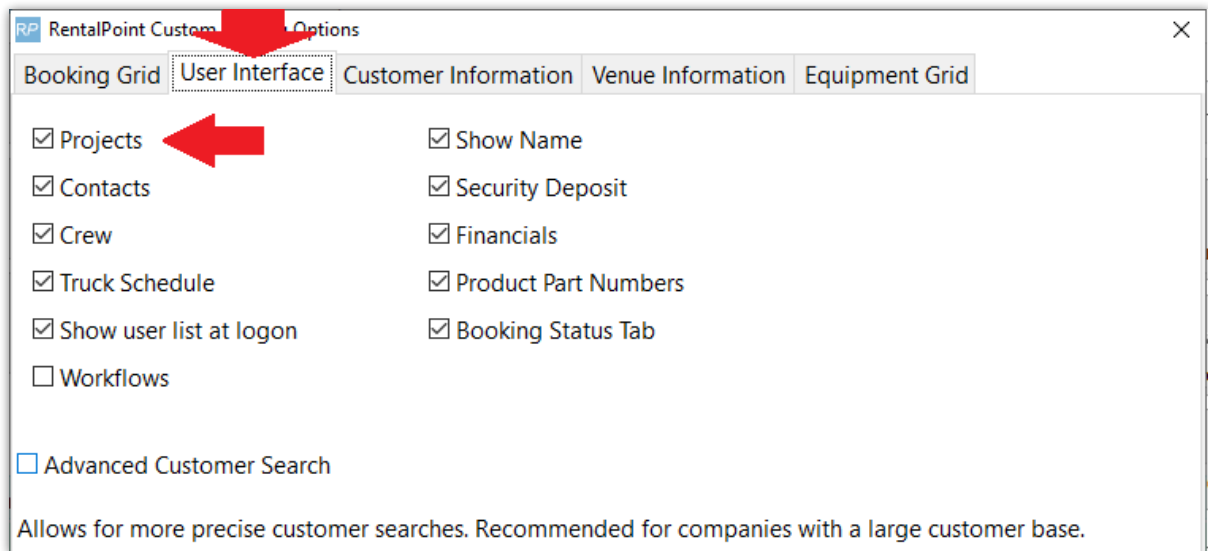 RP RentalPoint Custom Options
Booking Grid User Interface Customer Information Venue Information Equipment Grid
Projects Show Name
Contacts Security Deposit
Crew Financials
Truck Schedule Product Part Numbers
Show user list at logon Booking Status Tab
Workflows
Advanced Customer Search
Allows for more precise customer searches. Recommended for companies with a large customer base.